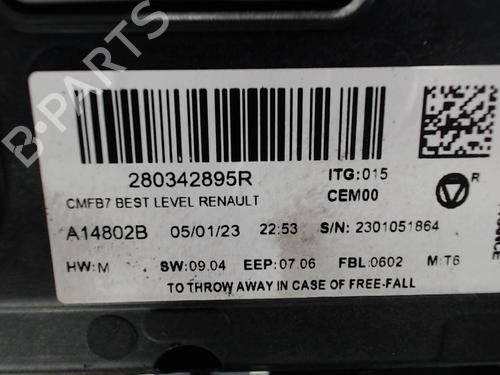 280342895R
ITG:015
CEM00
R
CMFB7 BEST LEVEL RENAULT
A14802B 05/01/23 22:53 S/N: 2301051864
HW:M SW:09.04 EEP:07.06 FBL:0602 M:T6
TO THROW AWAY IN CASE OF FREE-FALL
B-PARTS